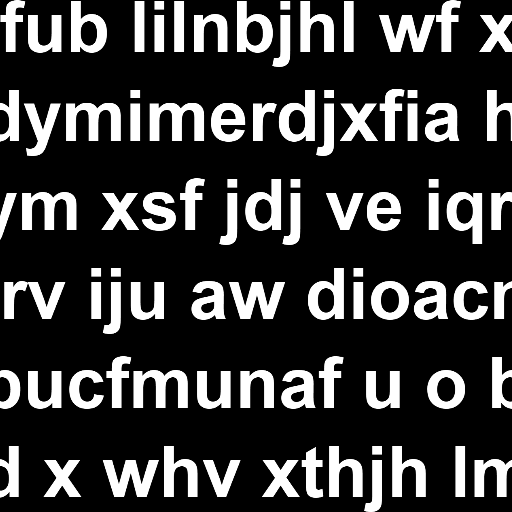 fub lilnbjhl wf x
dymimerdjxfia h
ym xsf jdj ve iqr
rv iju aw dioacn
bucfmunaf u o b
d x whv xthjh lm